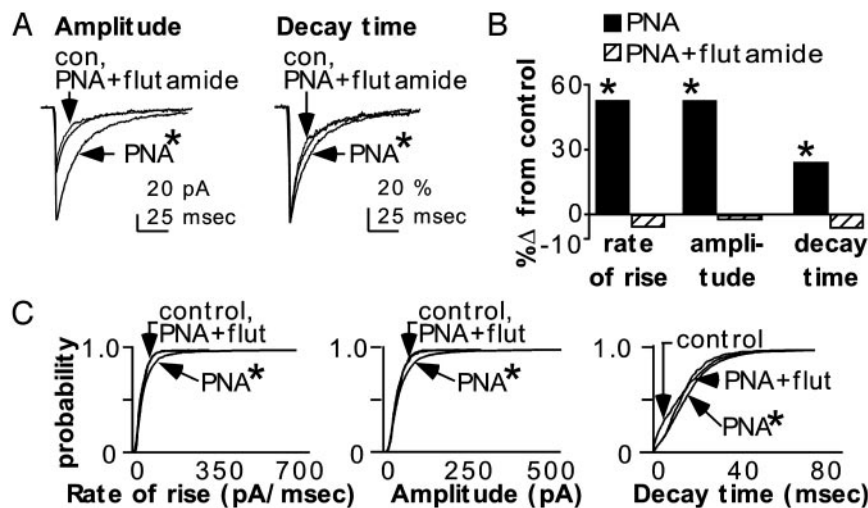 A
Amplitude
con,
PNA+flutamide
PNA*
20 pA
25 msec
Decay time
con,
PNA+flutamide
PNA*
20 %
25 msec
B
PNA
PNA+flutamide
%Δ from control
60
30
0
-10
* * *
rate
of rise
ampli-
tude
decay
time
C
probability
1.0
0
control,
PNA+flut
PNA*
0 350 700
Rate of rise (pA/msec)
1.0
0
control,
PNA+flut
PNA*
0 250 500
Amplitude (pA)
1.0
0
control
PNA+flut
PNA*
0 40 80
Decay time (msec)